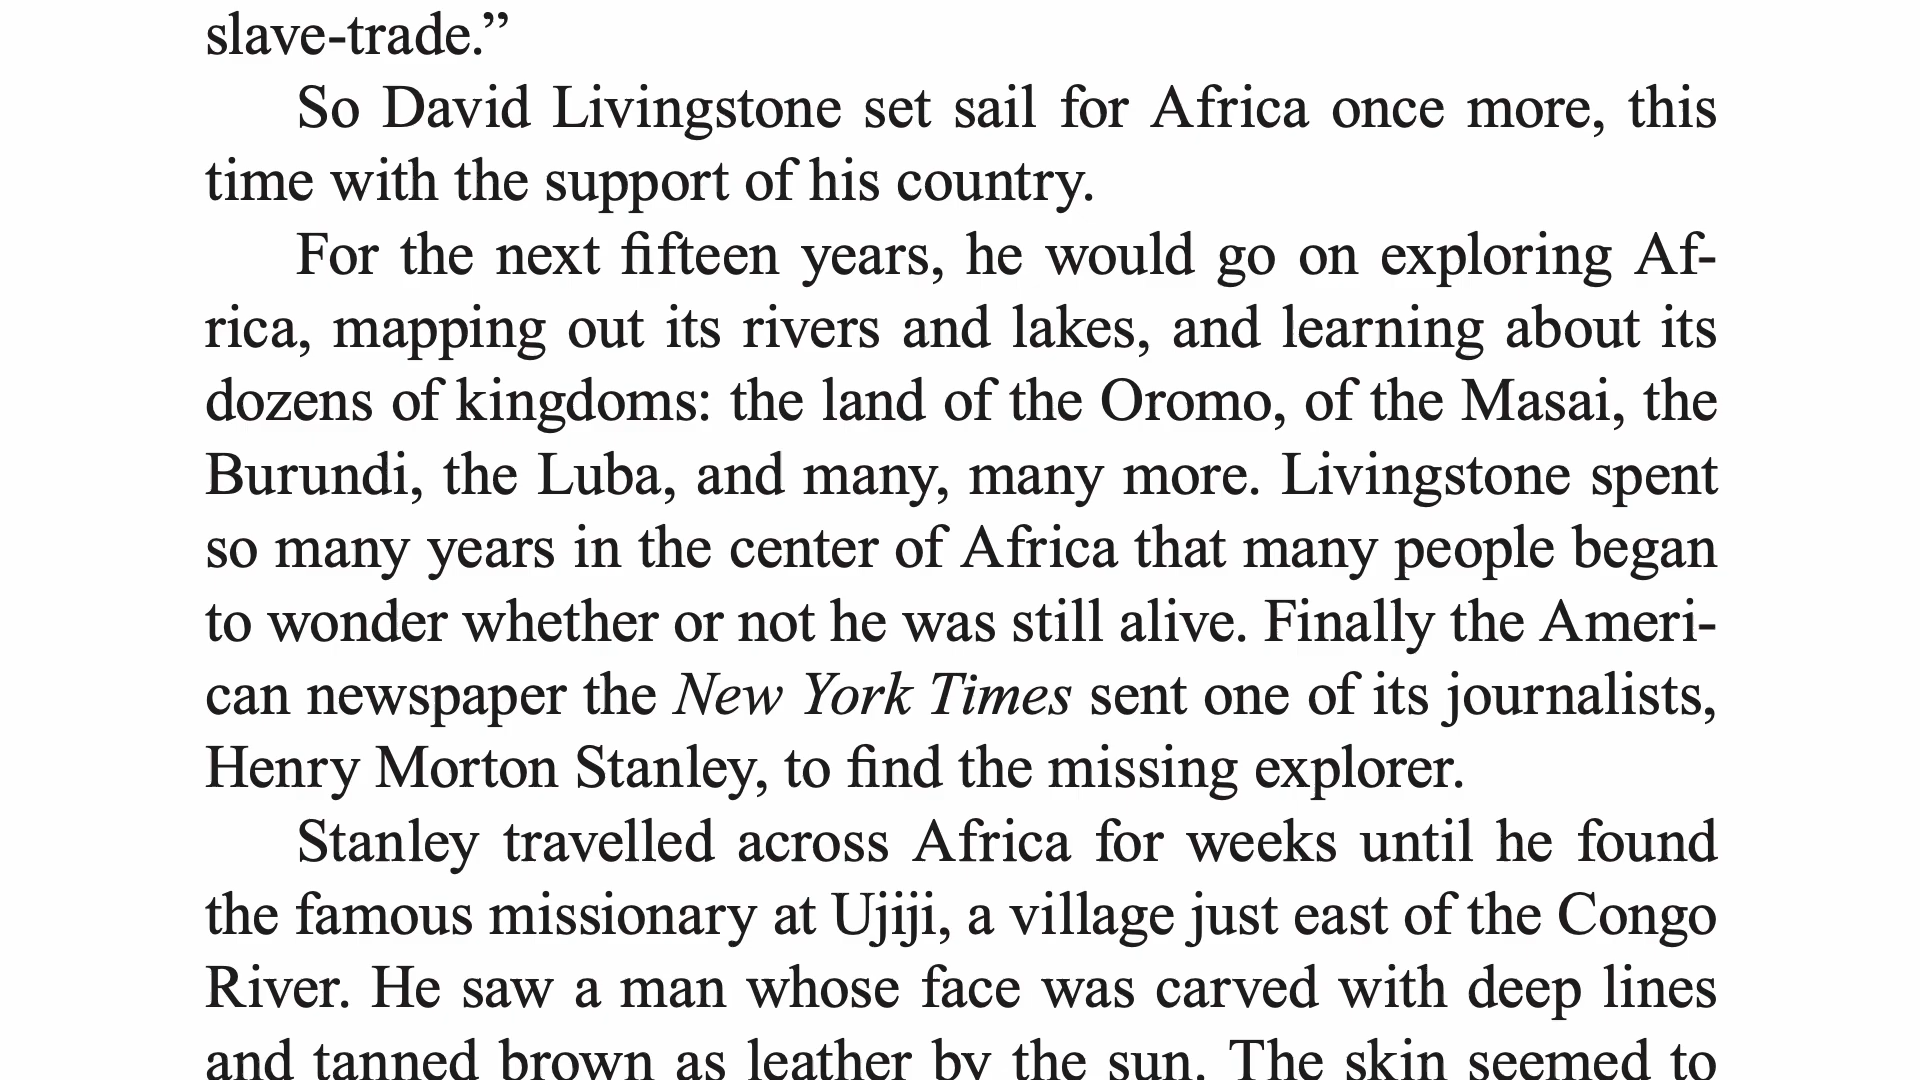 slave-trade.”
So David Livingstone set sail for Africa once more, this
time with the support of his country.
For the next fifteen years, he would go on exploring Af-
rica, mapping out its rivers and lakes, and learning about its
dozens of kingdoms: the land of the Oromo, of the Masai, the
Burundi, the Luba, and many, many more. Livingstone spent
so many years in the center of Africa that many people began
to wonder whether or not he was still alive. Finally the Ameri-
can newspaper the New York Times sent one of its journalists,
Henry Morton Stanley, to find the missing explorer.
Stanley travelled across Africa for weeks until he found
the famous missionary at Ujiji, a village just east of the Congo
River. He saw a man whose face was carved with deep lines
and tanned brown as leather by the sun. The skin seemed to